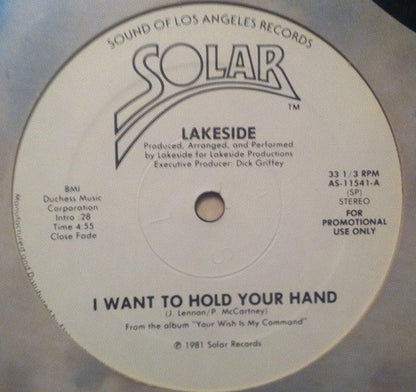 SOUND OF LOS ANGELES RECORDS
SOLAR
TM
LAKESIDE
Produced, Arranged, and Performed
by Lakeside for Lakeside Productions
Executive Producer: Dick Griffey
BMI
Duchess Music
Corporation
Intro :28
Time 4:55
Close Fade
33 1/3 RPM
AS-11541-A
(SP)
STEREO
FOR
PROMOTIONAL
USE ONLY
Manufactured and
I WANT TO HOLD YOUR HAND
(J. Lennon/P. McCartney)
From the album "Your Wish Is My Command"
℗ 1981 Solar Records